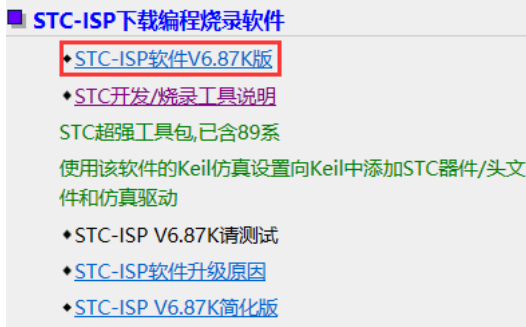 STC-ISP下载编程烧录软件
STC-ISP软件V6.87K版
STC开发/烧录工具说明
STC超强工具包,已含89系
使用该软件的Keil仿真设置向Keil中添加STC器件/头文
件和仿真驱动
STC-ISP V6.87K请测试
STC-ISP软件升级原因
STC-ISP V6.87K简化版